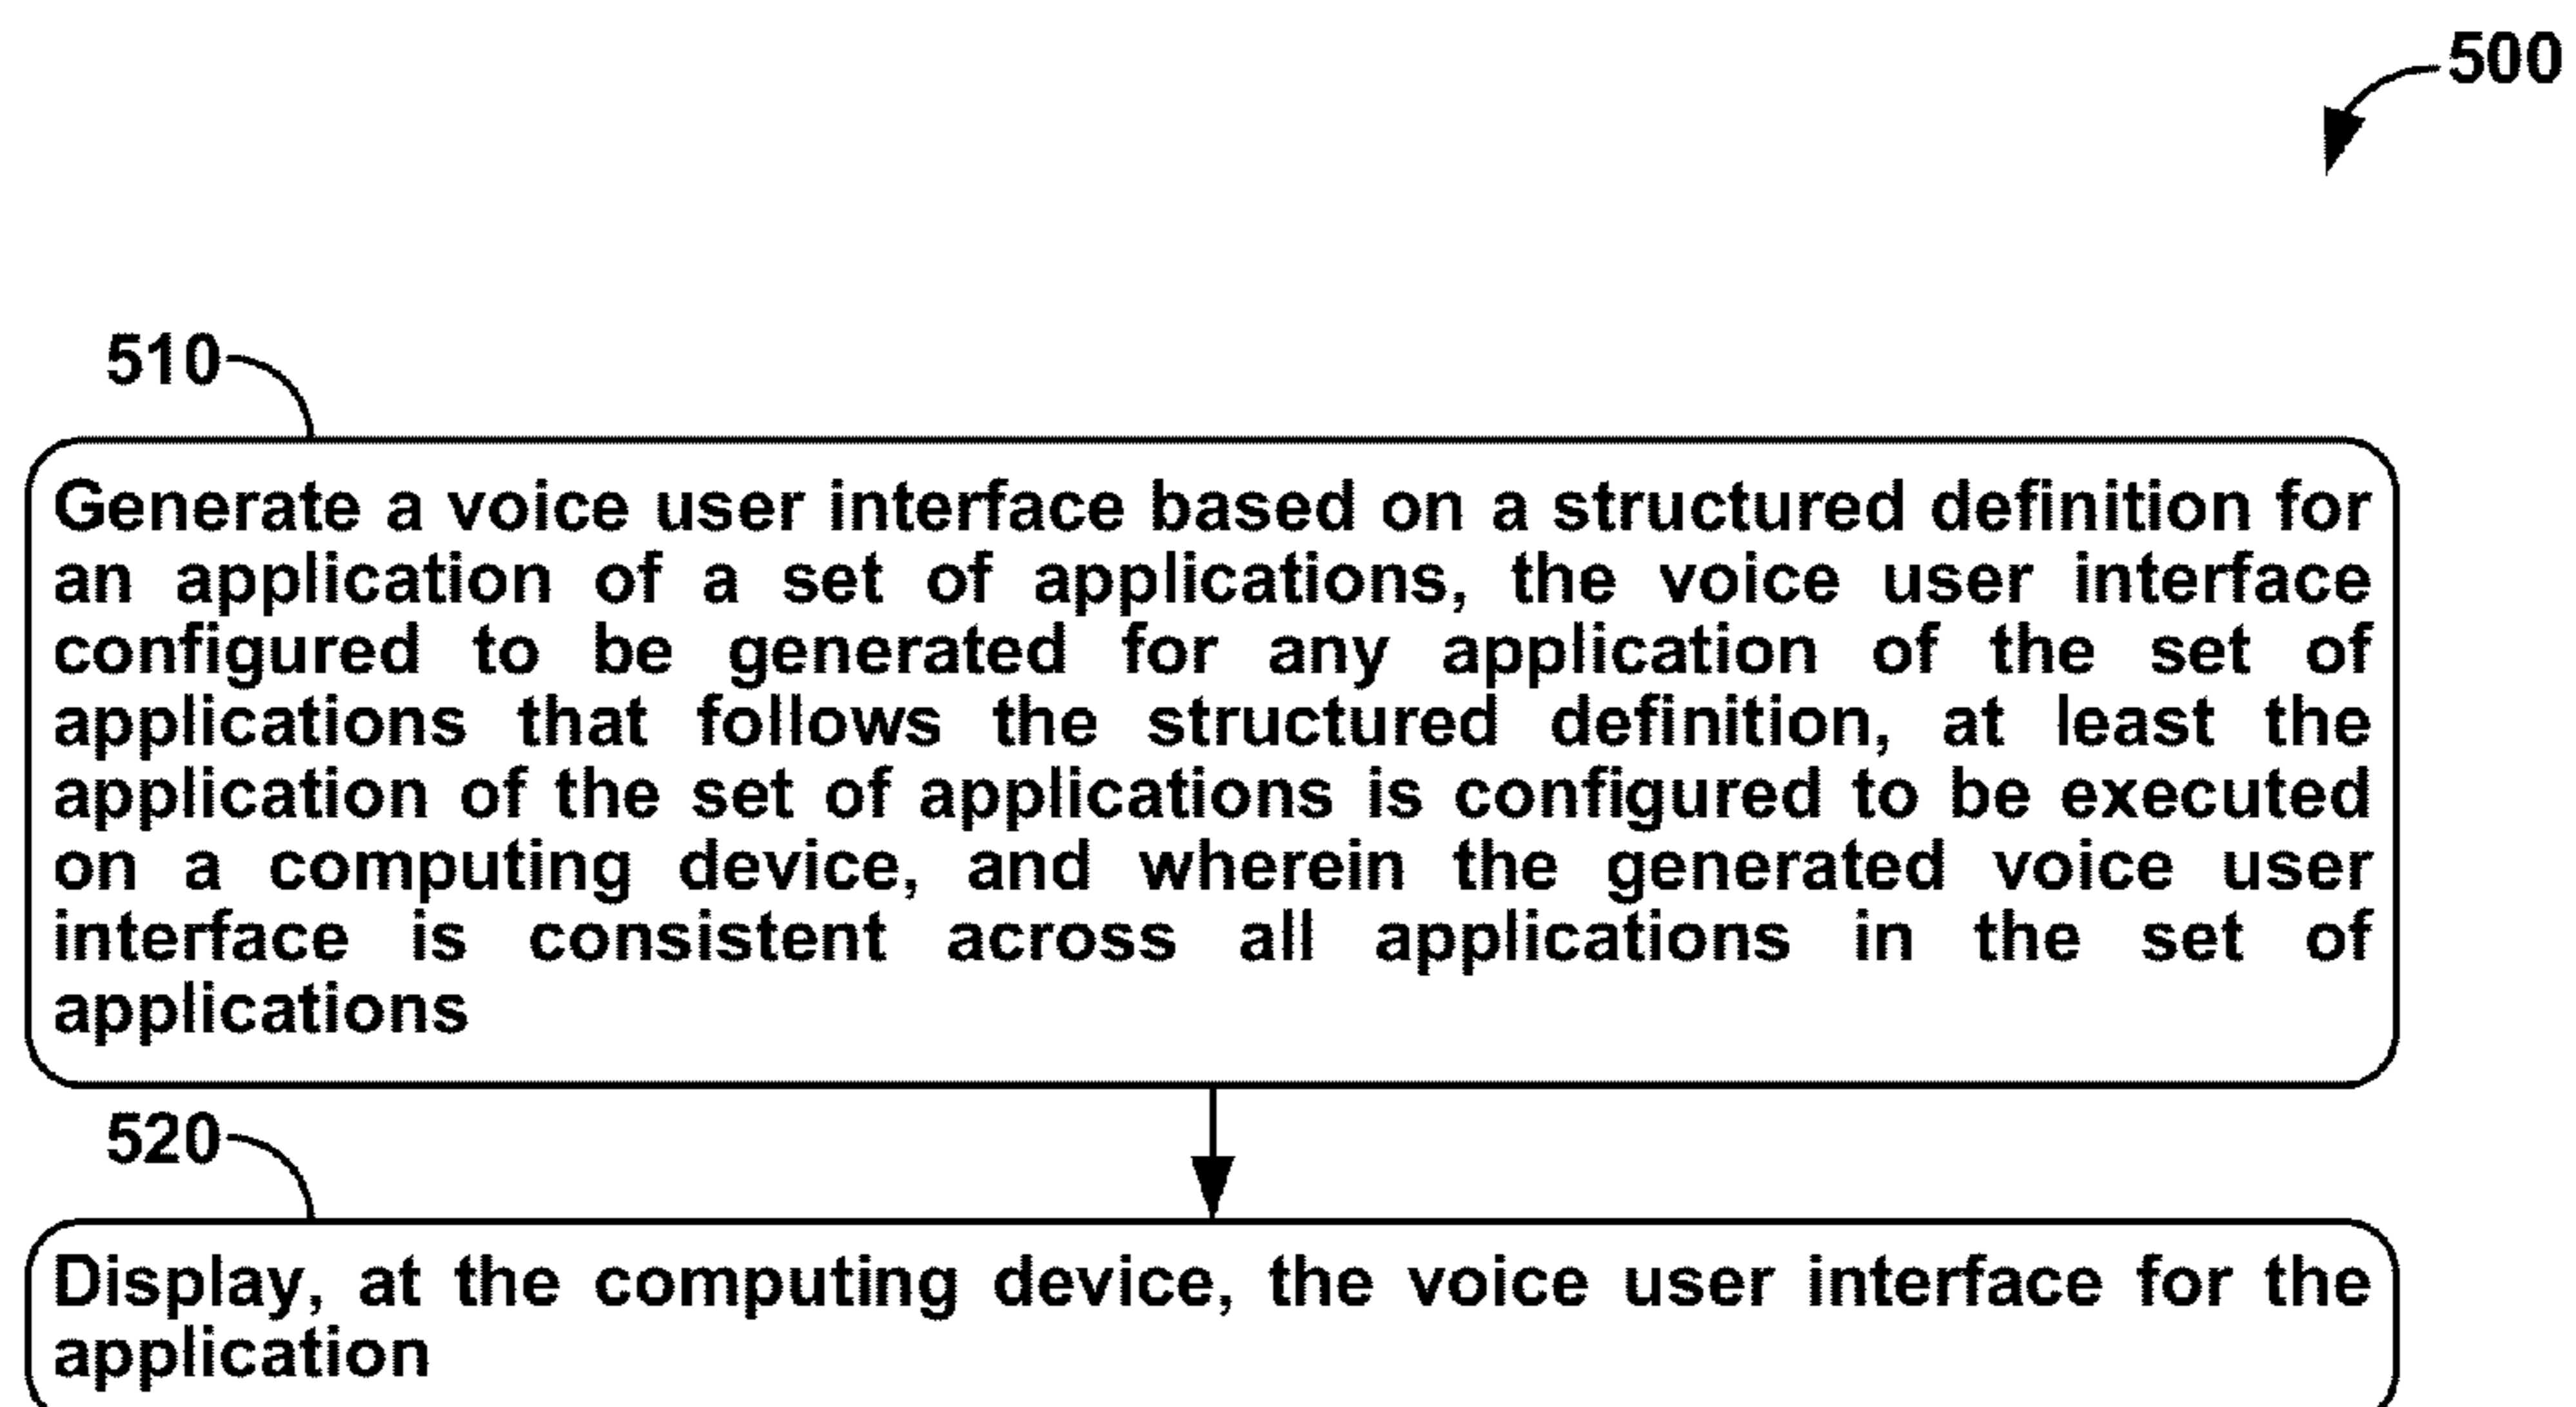 500
510
Generate a voice user interface based on a structured definition for
an application of a set of applications, the voice user interface
configured to be generated for any application of the set of
applications that follows the structured definition, at least the
application of the set of applications is configured to be executed
on a computing device, and wherein the generated voice user
interface is consistent across all applications in the set of
applications
520
Display, at the computing device, the voice user interface for the
application